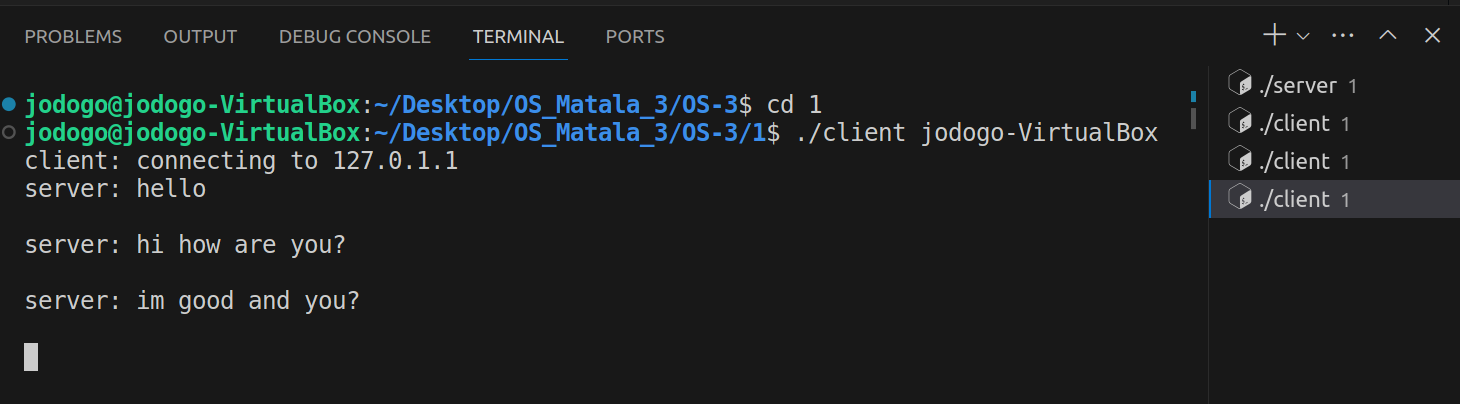 PROBLEMS OUTPUT DEBUG CONSOLE TERMINAL PORTS
jodogo@jodogo-VirtualBox:~/Desktop/OS_Matala_3/OS-3$ cd 1
jodogo@jodogo-VirtualBox:~/Desktop/OS_Matala_3/OS-3/1$ ./client jodogo-VirtualBox
client: connecting to 127.0.1.1
server: hello
server: hi how are you?
server: im good and you?
./server 1
./client 1
./client 1
./client 1